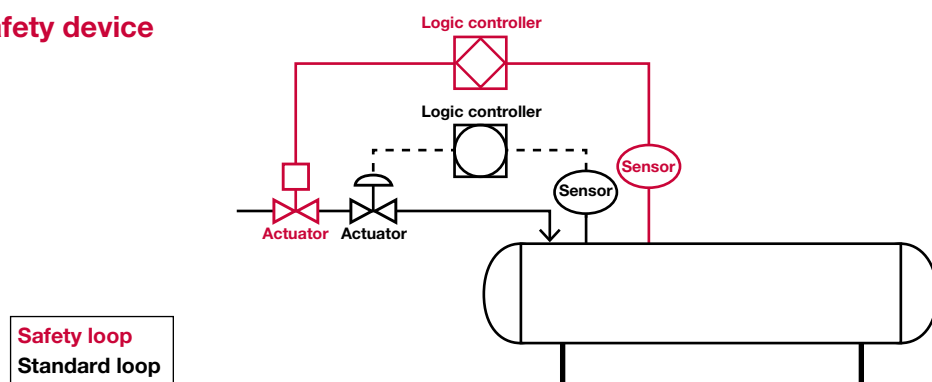 afety device
Logic controller
Logic controller
Sensor
Sensor
Actuator
Actuator
Safety loop
Standard loop